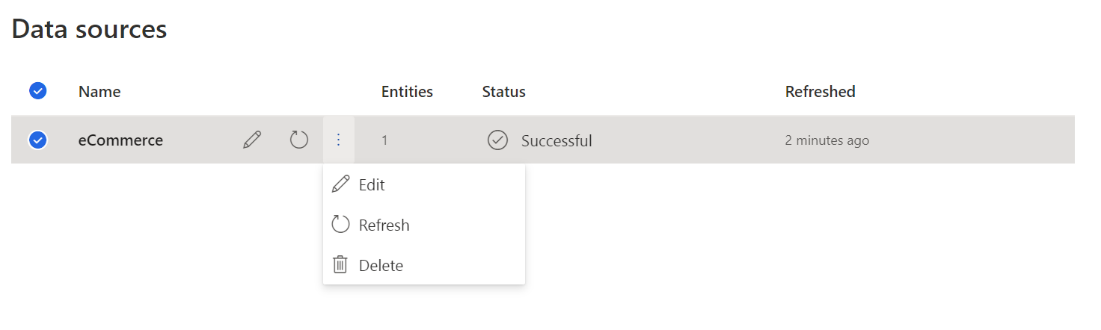 Data sources
Name Entities Status Refreshed
eCommerce 1 Successful 2 minutes ago
Edit
Refresh
Delete